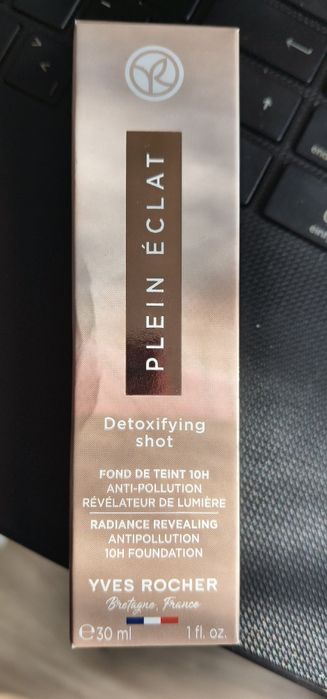 YR
PLEIN ÉCLAT
Detoxifying
shot
FOND DE TEINT 10H
ANTI-POLLUTION
RÉVÉLATEUR DE LUMIÈRE
RADIANCE REVEALING
ANTIPOLLUTION
10H FOUNDATION
YVES ROCHER
Bretagne, France
℮30 ml 1 fl. oz.